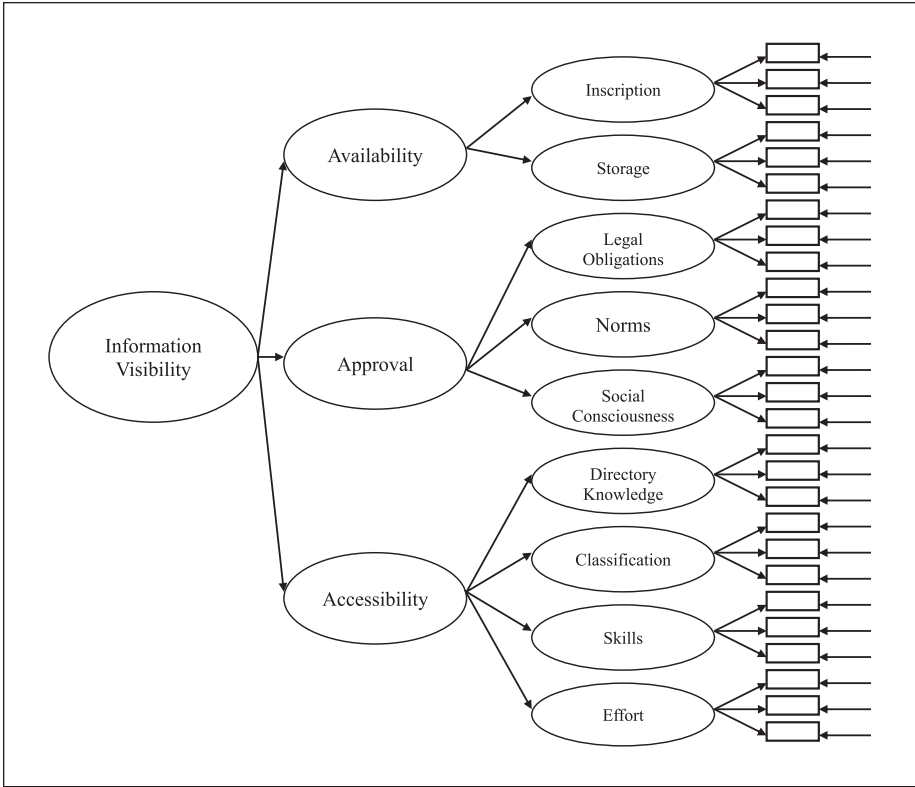 Information
Visibility
Availability
Approval
Accessibility
Inscription
Storage
Legal
Obligations
Norms
Social
Consciousness
Directory
Knowledge
Classification
Skills
Effort